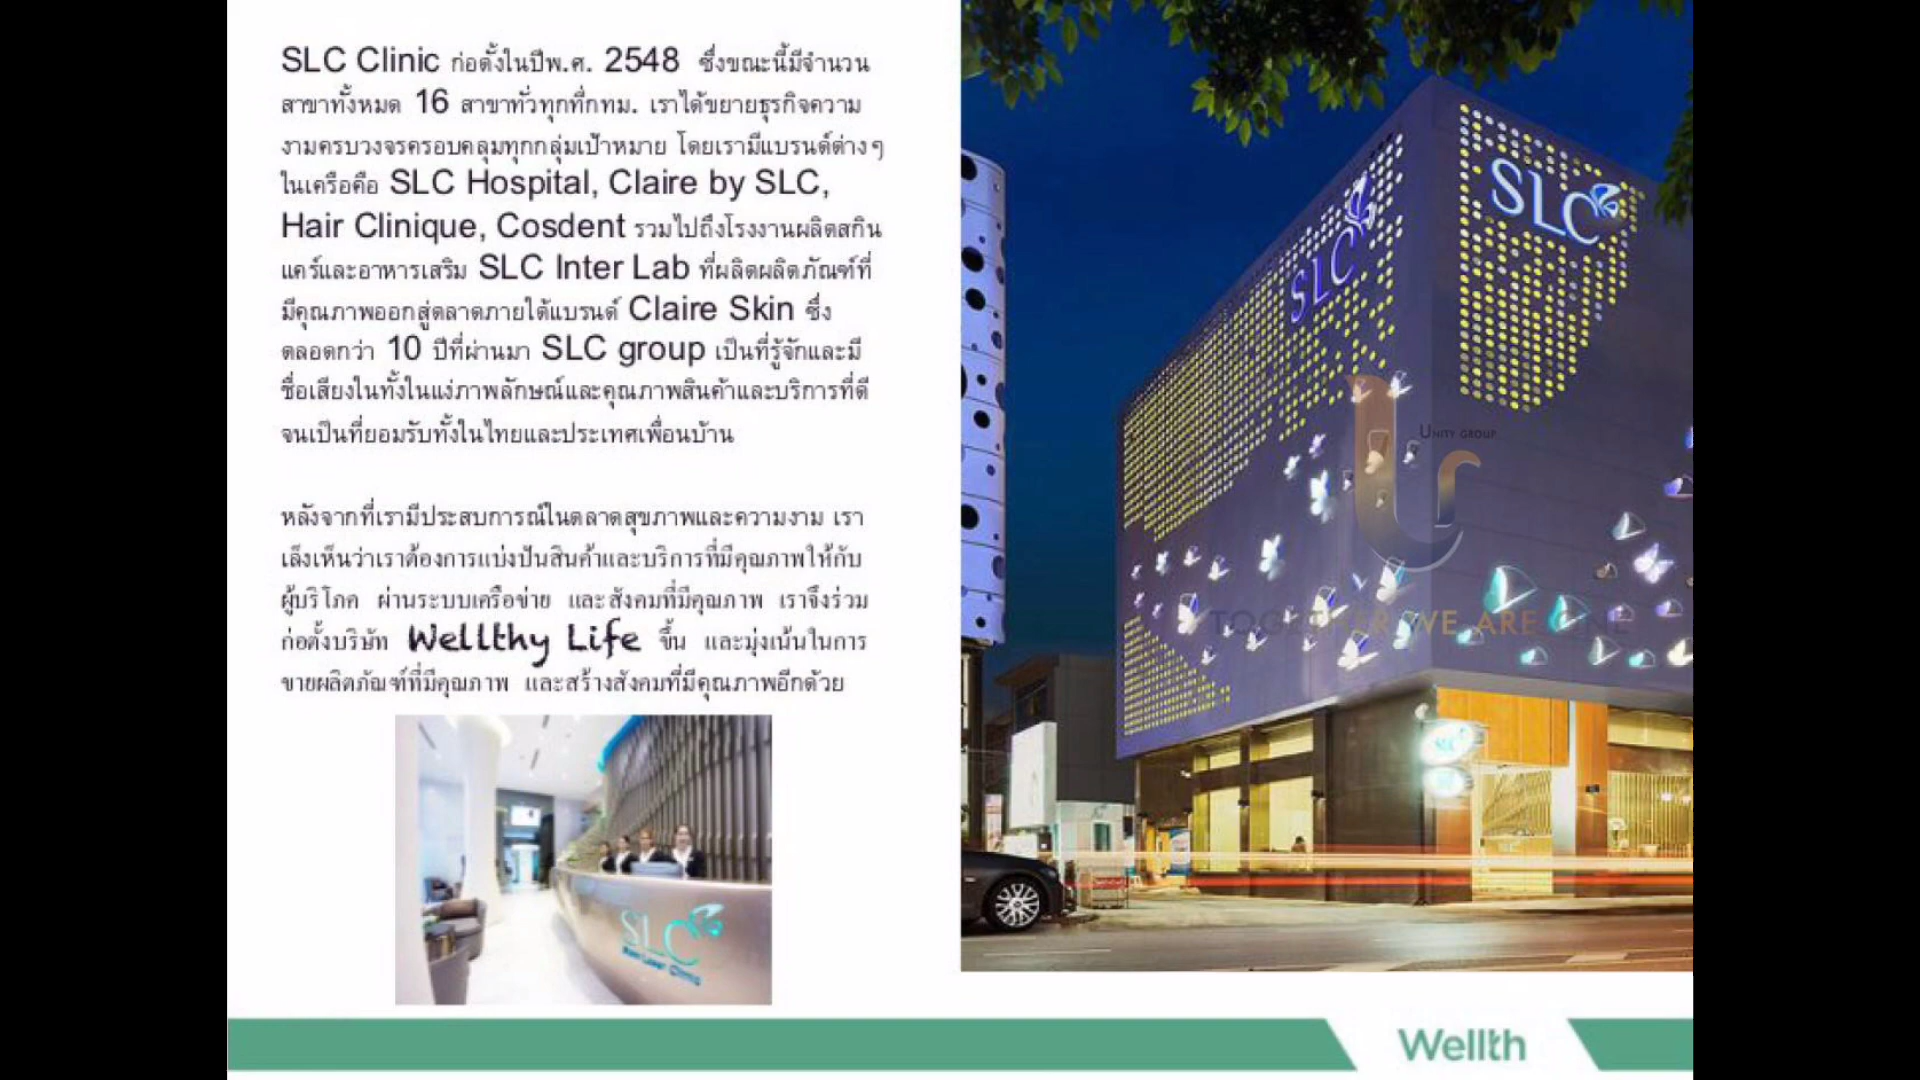 SLC Clinic ก่อตั้งในปีพ.ศ. 2548 ซึ่งขณะนี้มีจำนวน
สาขาทั้งหมด 16 สาขาทั่วทุกที่กทม. เราได้ขยายธุรกิจความ
งามครบวงจรครอบคลุมทุกกลุ่มเป้าหมาย โดยเรามีแบรนด์ต่างๆ
ในเครือคือ SLC Hospital, Claire by SLC,
Hair Clinique, Cosdent รวมไปถึงโรงงานผลิตสกิน
แคร์และอาหารเสริม SLC Inter Lab ที่ผลิตผลิตภัณฑ์ที่
มีคุณภาพออกสู่ตลาดภายใต้แบรนด์ Claire Skin ซึ่ง
ตลอดกว่า 10 ปีที่ผ่านมา SLC group เป็นที่รู้จักและมี
ชื่อเสียงในทั้งในแง่ภาพลักษณ์และคุณภาพสินค้าและบริการที่ดี
จนเป็นที่ยอมรับทั้งในไทยและประเทศเพื่อนบ้าน
หลังจากที่เรามีประสบการณ์ในตลาดสุขภาพและความงาม เรา
เล็งเห็นว่าเราต้องการแบ่งปันสินค้าและบริการที่มีคุณภาพให้กับ
ผู้บริโภค ผ่านระบบเครือข่าย และสังคมที่มีคุณภาพ เราจึงร่วม
ก่อตั้งบริษัท Wellthy Life ขึ้น และมุ่งเน้นในการ
ขายผลิตภัณฑ์ที่มีคุณภาพ และสร้างสังคมที่มีคุณภาพอีกด้วย
SLC
SLC
UNITY GROUP
TOGETHER WE ARE ONE
SLC
SLC
Skin Laser Clinic
Wellth